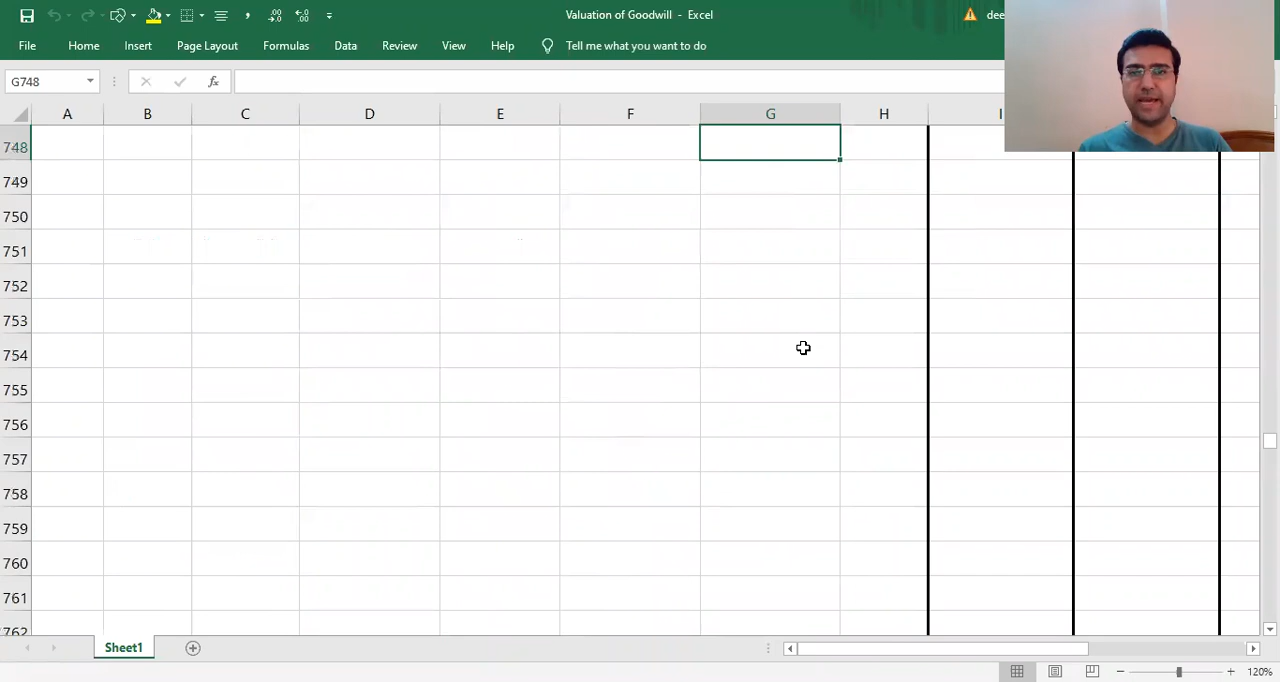 Valuation of Goodwill - Excel
dee
File Home Insert Page Layout Formulas Data Review View Help Tell me what you want to do
G748
fx
A B C D E F G H I
748
749
750
751
752
753
754
755
756
757
758
759
760
761
762
Sheet1
120%